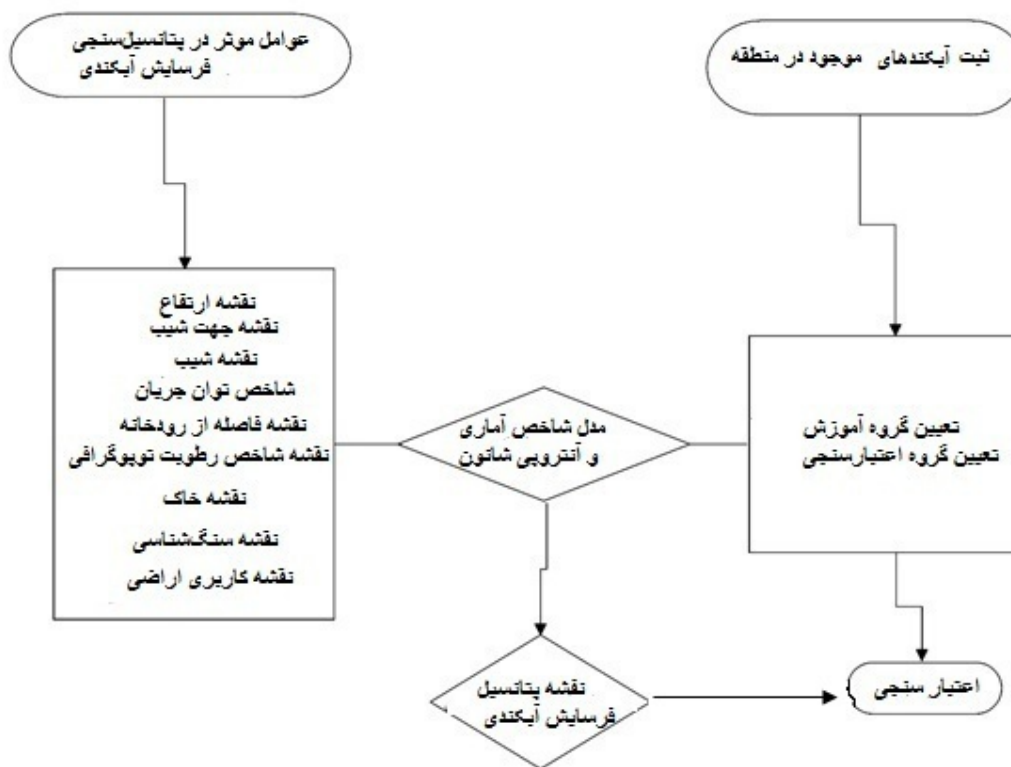 عوامل موثر در پتانسیل‌سنجی
فرسایش آبکندی
ثبت آبکندهای موجود در منطقه
نقشه ارتفاع
نقشه جهت شیب
نقشه شیب
شاخص توان جریان
نقشه فاصله از رودخانه
نقشه شاخص رطوبت توپوگرافی
نقشه خاک
نقشه سنگ‌شناسی
نقشه کاربری اراضی
مدل شاخص آماری
و آنتروپی شانون
تعیین گروه آموزش
تعیین گروه اعتبارسنجی
نقشه پتانسیل
فرسایش آبکندی
اعتبار سنجی